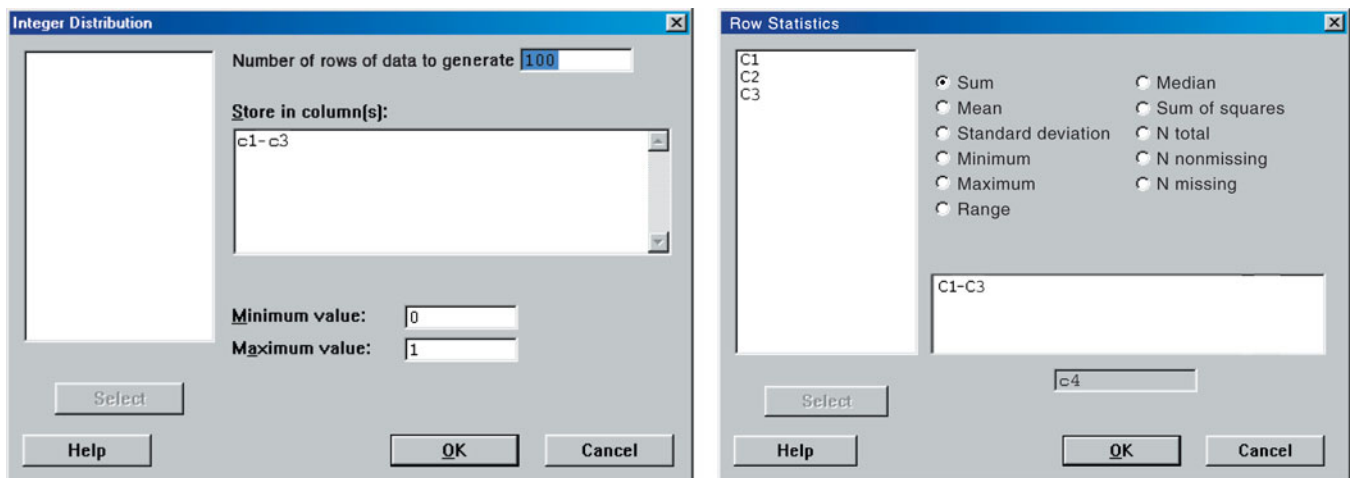 Integer Distribution
Number of rows of data to generate 100
Store in column(s):
c1-c3
Minimum value: 0
Maximum value: 1
Select
Help
OK
Cancel
Row Statistics
C1
C2
C3
Sum
Mean
Standard deviation
Minimum
Maximum
Range
Median
Sum of squares
N total
N nonmissing
N missing
C1-C3
c4
Select
Help
OK
Cancel